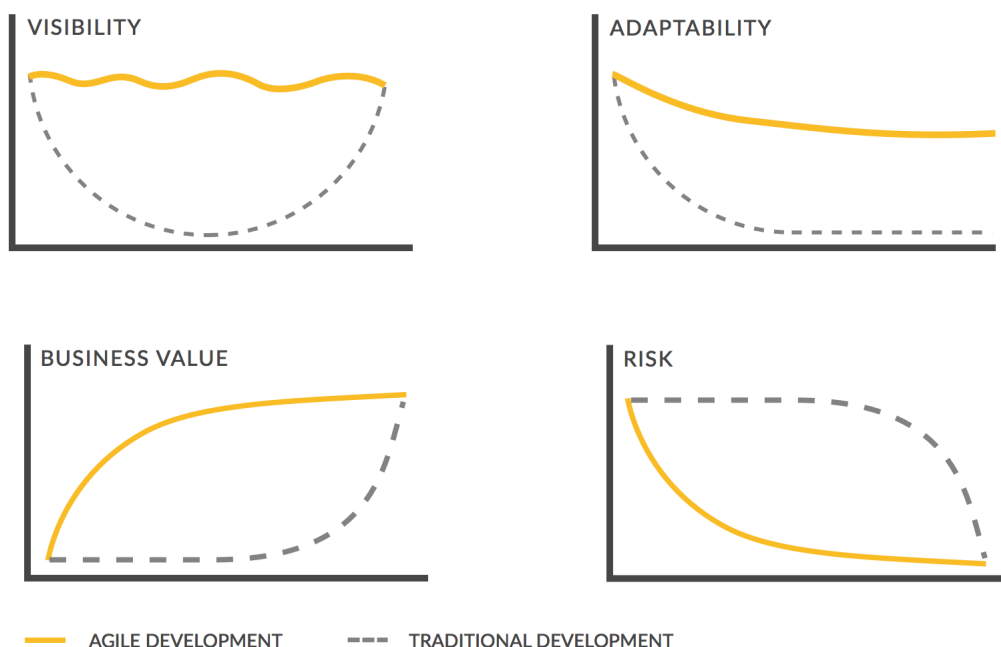 VISIBILITY
ADAPTABILITY
BUSINESS VALUE
RISK
AGILE DEVELOPMENT
TRADITIONAL DEVELOPMENT